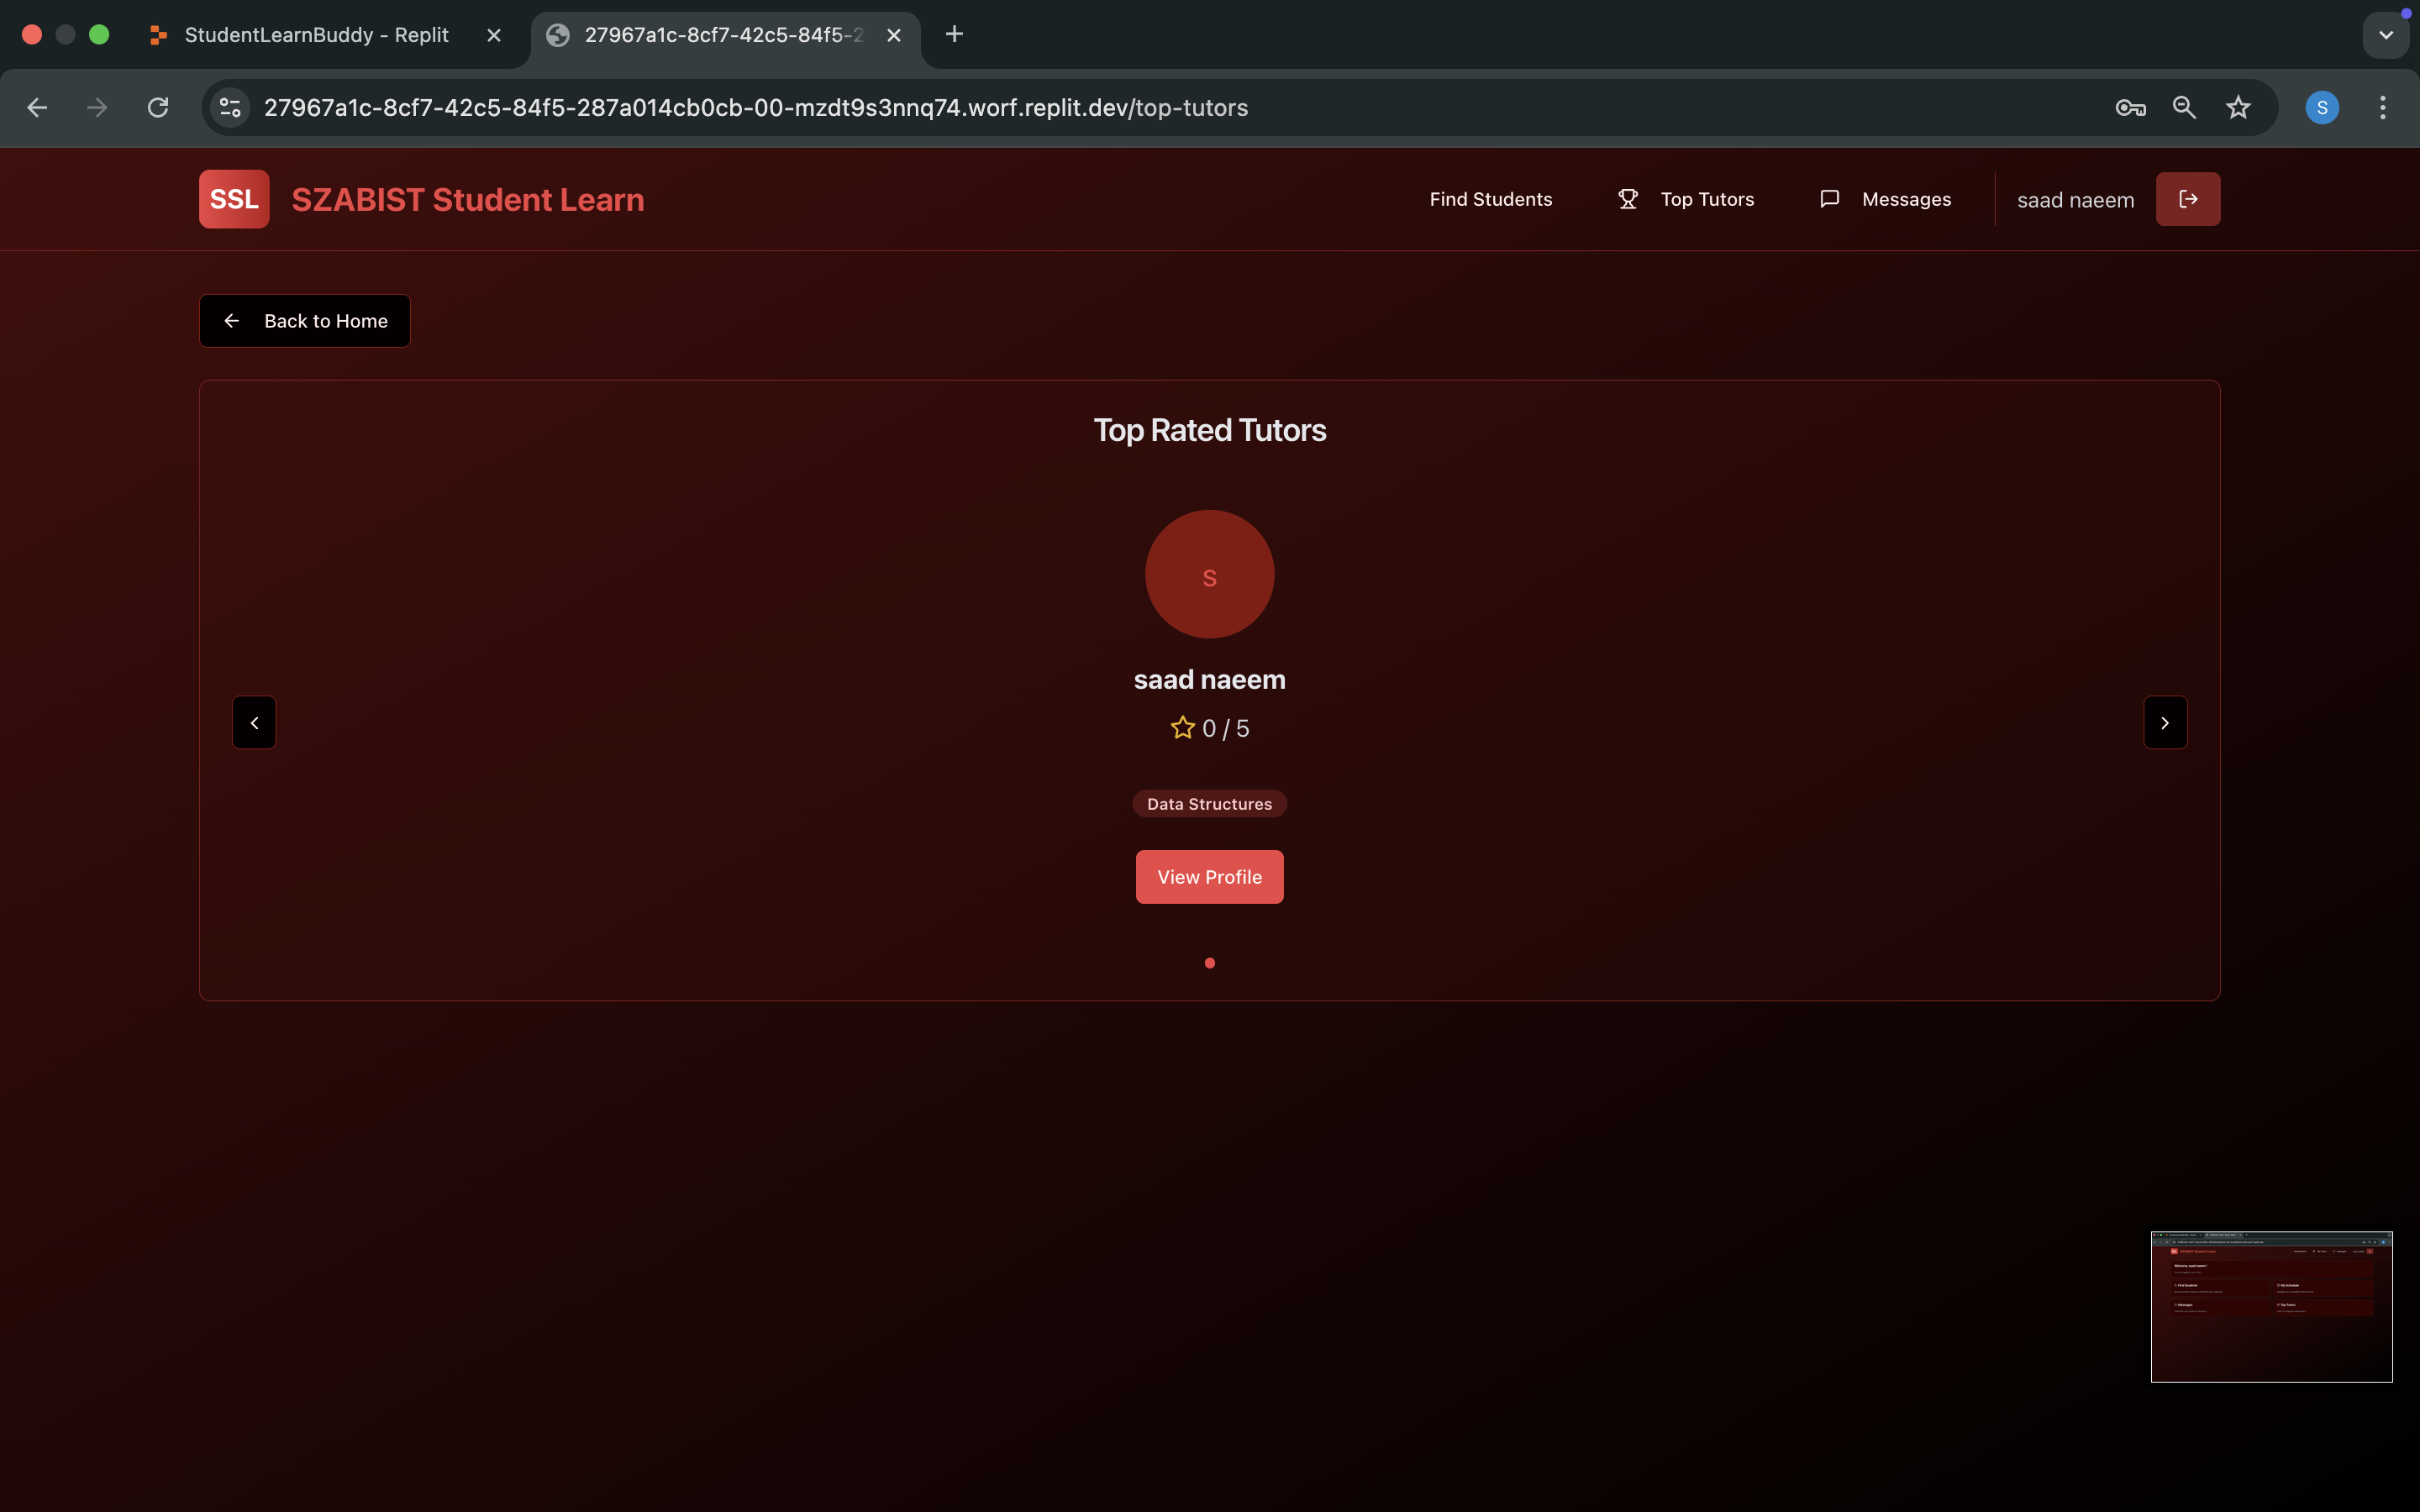 StudentLearnBuddy - Replit
27967a1c-8cf7-42c5-84f5-2
27967a1c-8cf7-42c5-84f5-287a014cb0cb-00-mzdt9s3nnq74.worf.replit.dev/top-tutors
S
SSL
SZABIST Student Learn
Find Students
Top Tutors
Messages
saad naeem
Back to Home
Top Rated Tutors
s
saad naeem
0 / 5
Data Structures
View Profile